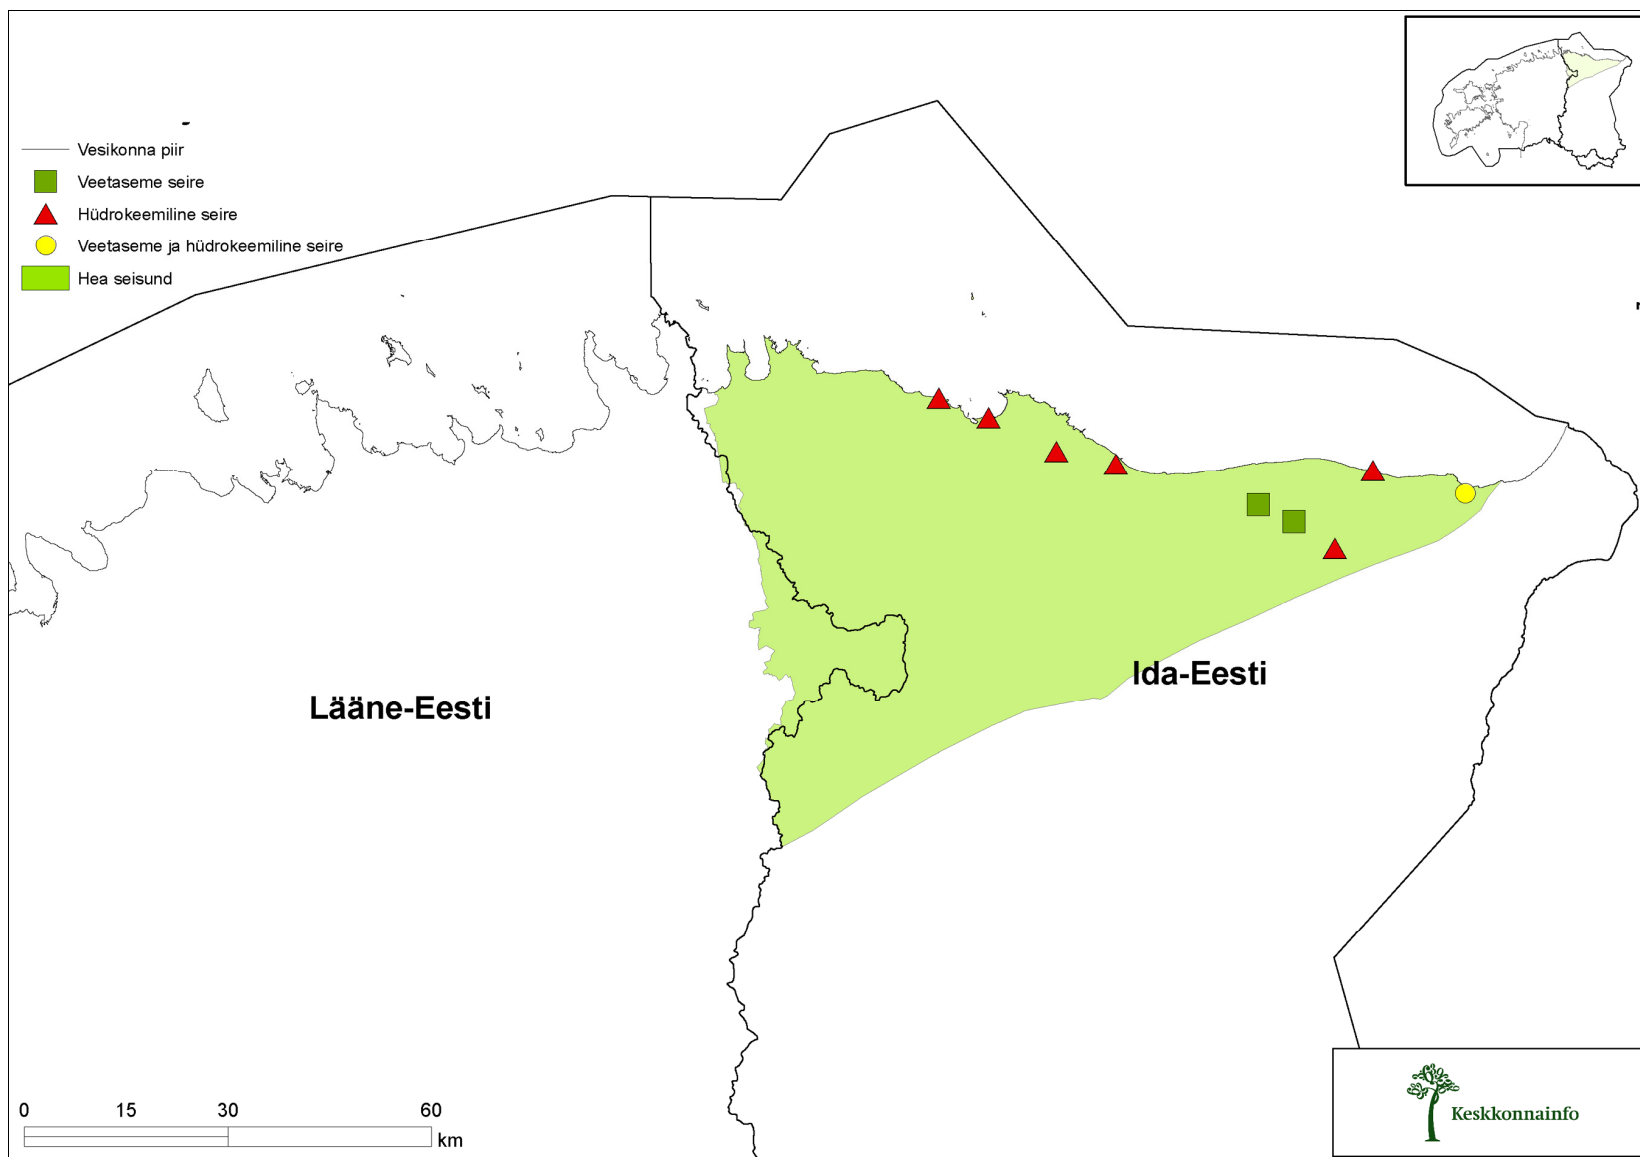 Vesikonna piir
Veetaseme seire
Hüdrokeemiline seire
Veetaseme ja hüdrokeemiline seire
Hea seisund
Ida-Eesti
Lääne-Eesti
0 15 30 60
km
Keskkonnainfo